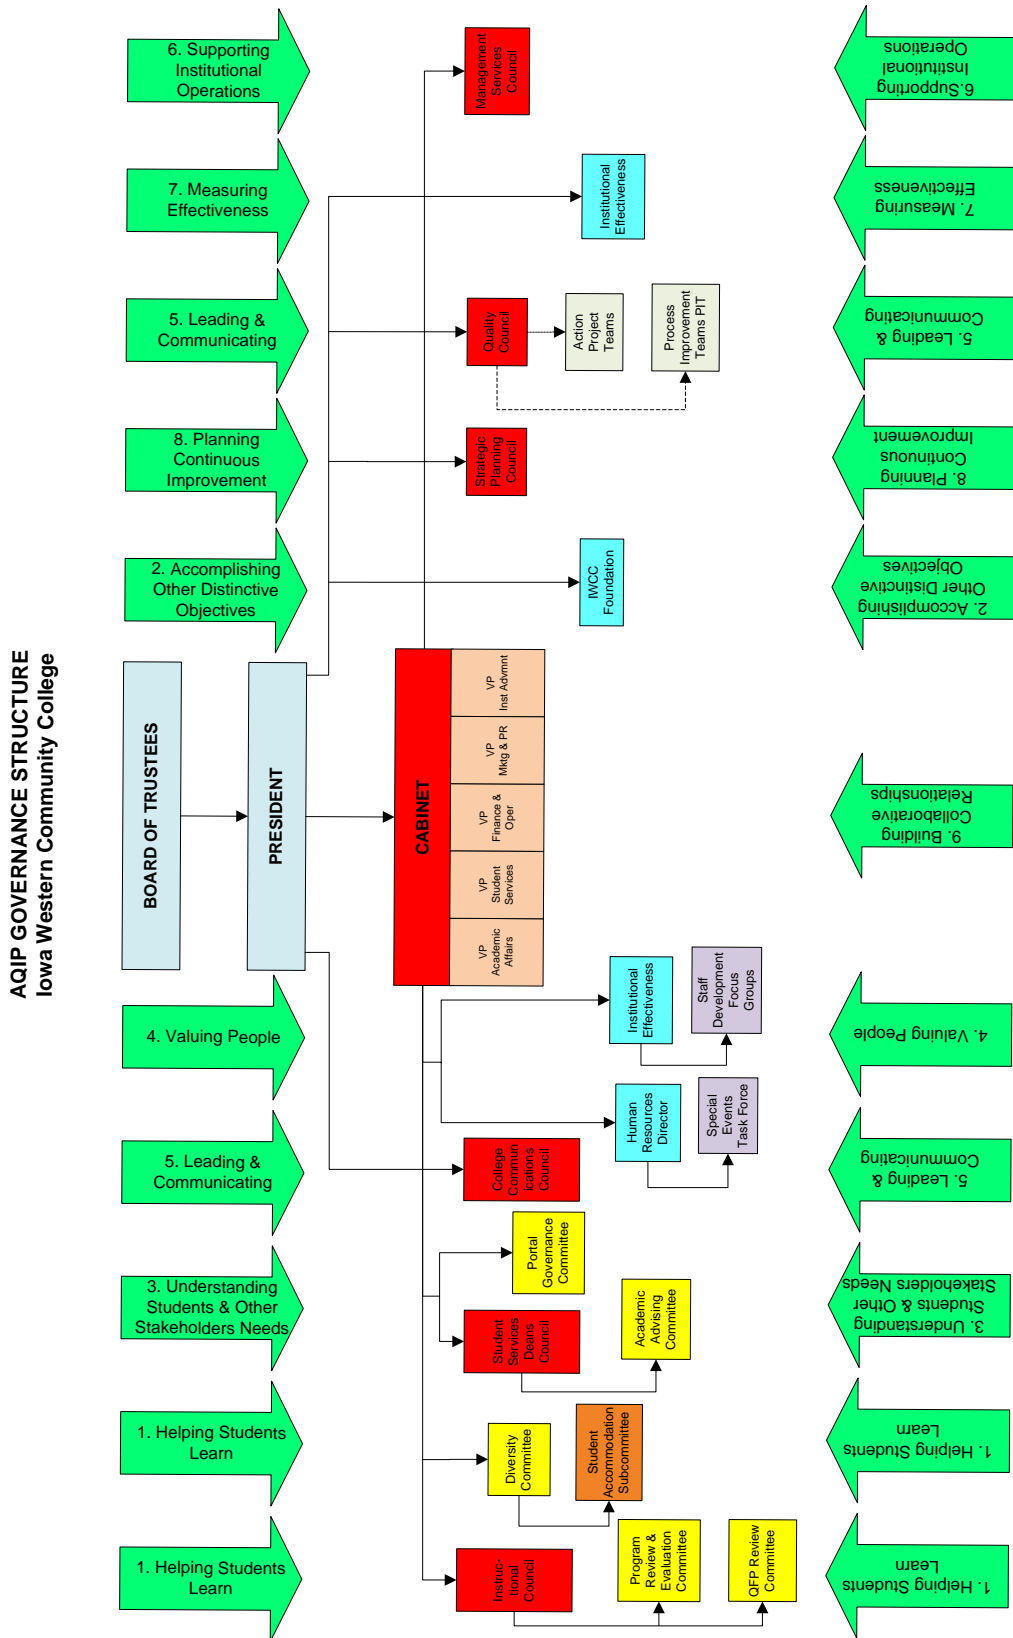 AQIP GOVERNANCE STRUCTURE
Iowa Western Community College
6. Supporting
Institutional
Operations
7. Measuring
Effectiveness
5. Leading &
Communicating
8. Planning
Continuous
Improvement
2. Accomplishing
Other Distinctive
Objectives
4. Valuing People
5. Leading &
Communicating
3. Understanding
Students & Other
Stakeholders Needs
1. Helping Students
Learn
1. Helping Students
Learn
BOARD OF TRUSTEES
PRESIDENT
CABINET
VP
Academic
Affairs
VP
Student
Services
VP
Finance &
Oper
VP
Mktg & PR
VP
Inst Advmnt
Management
Services
Council
Institutional
Effectiveness
Quality
Council
Action
Project
Teams
Process
Improvement
Teams PIT
Strategic
Planning
Council
IWCC
Foundation
Institutional
Effectiveness
Staff
Development
Focus
Groups
Human
Resources
Director
Special
Events
Task Force
College
Commun-
ications
Council
Portal
Governance
Committee
Student
Services
Deans
Council
Academic
Advising
Committee
Diversity
Committee
Student
Accommodation
Subcommittee
Instruc-
tional
Council
Program
Review &
Evaluation
Committee
QFP Review
Committee
6.Supporting
Institutional
Operations
7. Measuring
Effectiveness
5. Leading &
Communicating
8. Planning
Continuous
Improvement
2. Accomplishing
Other Distinctive
Objectives
9. Building
Collaborative
Relationships
4. Valuing People
5. Leading &
Communicating
3. Understanding
Students & Other
Stakeholders Needs
1. Helping Students
Learn
1. Helping Students
Learn